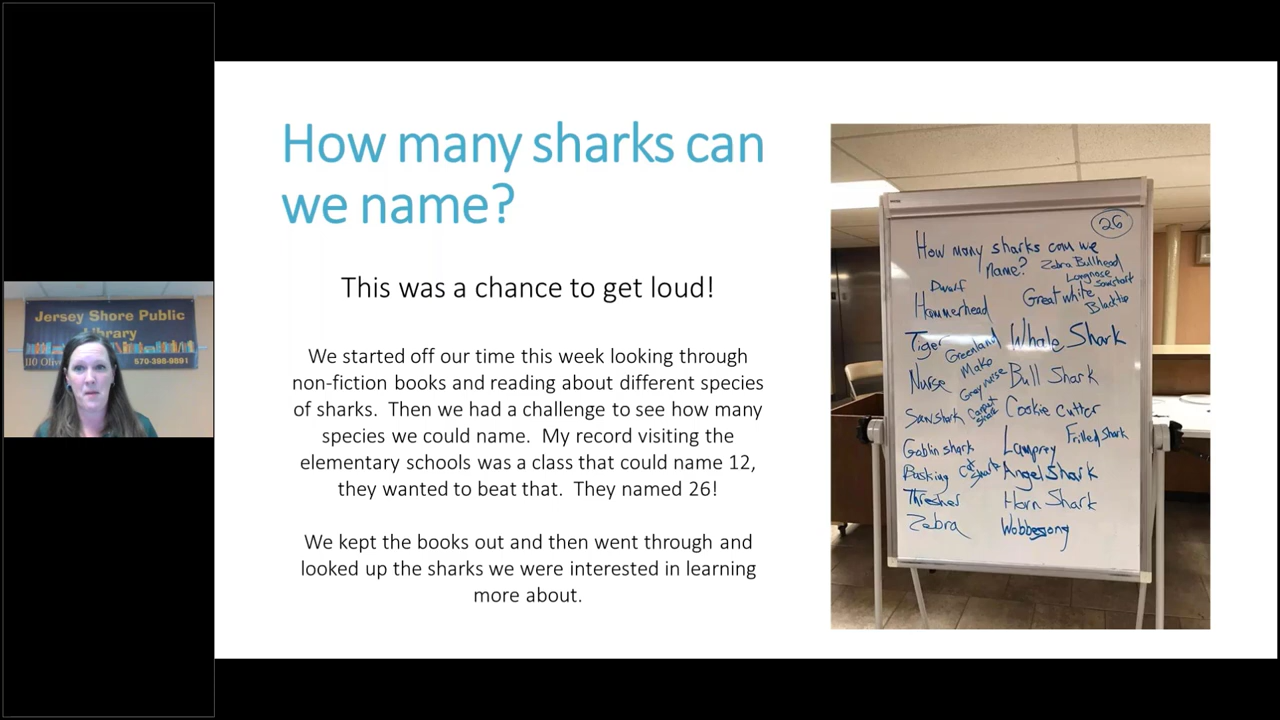 Jersey Shore Public
Library
110 Oliv
570-398-9891
How many sharks can
we name?
This was a chance to get loud!
We started off our time this week looking through
non-fiction books and reading about different species
of sharks. Then we had a challenge to see how many
species we could name. My record visiting the
elementary schools was a class that could name 12,
they wanted to beat that. They named 26!
We kept the books out and then went through and
looked up the sharks we were interested in learning
more about.
26
How many sharks can we
name?
Zebra Bullhead
Longnose
Sawshark
Dwarf
Hammerhead
Great white
Blacktip
Tiger
Greenland
Whale Shark
Mako
Nurse
Grey nurse
Bull Shark
Sawshark
Carpet
Shark
Cookie Cutter
Goblin shark
Lamprey
Frilled Shark
Basking
Cat
Shark
Angel Shark
Thresher
Horn Shark
Zebra
Wobbegong